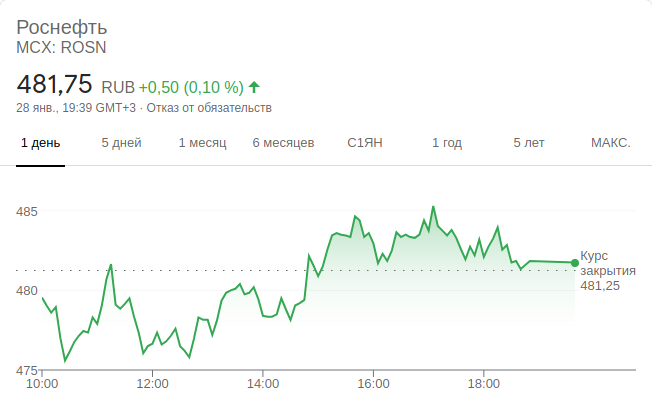 Роснефть
MCX: ROSN
481,75 RUB +0,50 (0,10 %)
28 янв., 19:39 GMT+3 · Отказ от обязательств
1 день 5 дней 1 месяц 6 месяцев С1ЯН 1 год 5 лет МАКС.
485
Курс
закрытия
481,25
480
475
10:00 12:00 14:00 16:00 18:00